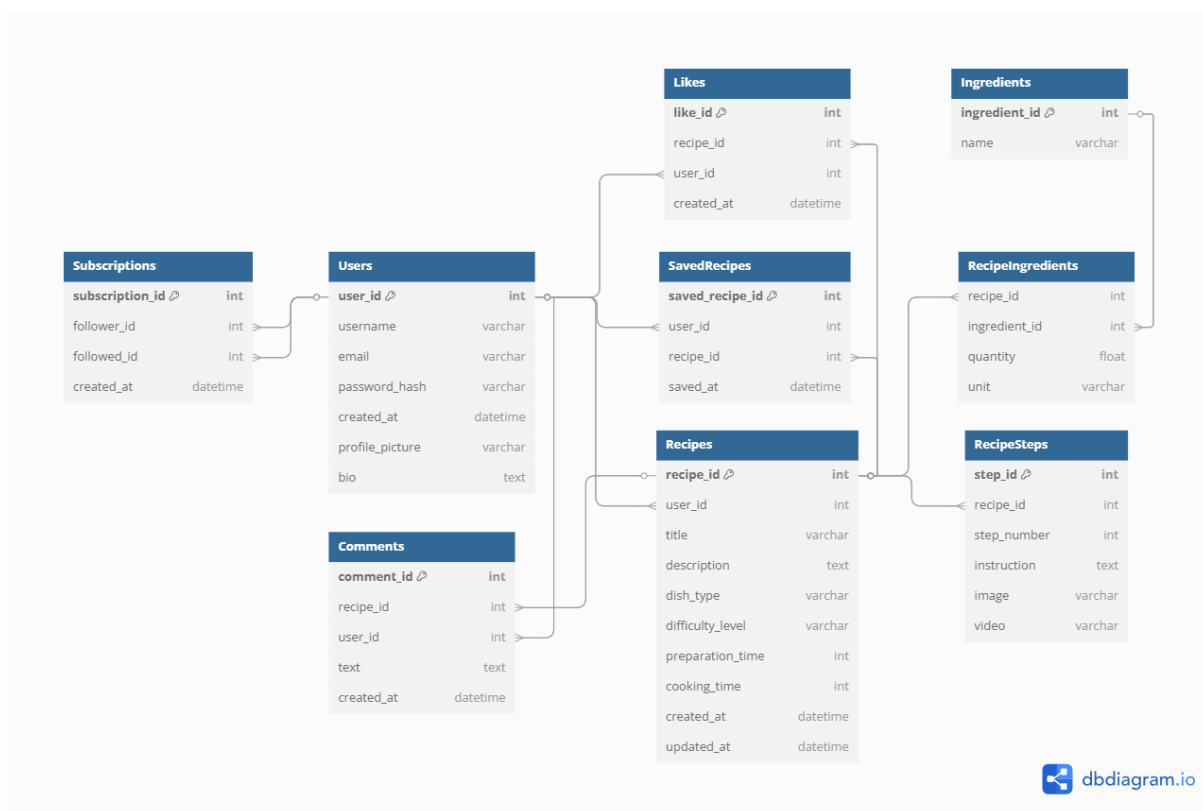 Likes
like_id int
recipe_id int
user_id int
created_at datetime
Ingredients
ingredient_id int
name varchar
Subscriptions
subscription_id int
follower_id int
followed_id int
created_at datetime
Users
user_id int
username varchar
email varchar
password_hash varchar
created_at datetime
profile_picture varchar
bio text
SavedRecipes
saved_recipe_id int
user_id int
recipe_id int
saved_at datetime
RecipeIngredients
recipe_id int
ingredient_id int
quantity float
unit varchar
Comments
comment_id int
recipe_id int
user_id int
text text
created_at datetime
Recipes
recipe_id int
user_id int
title varchar
description text
dish_type varchar
difficulty_level varchar
preparation_time int
cooking_time int
created_at datetime
updated_at datetime
RecipeSteps
step_id int
recipe_id int
step_number int
instruction text
image varchar
video varchar
dbdiagram.io